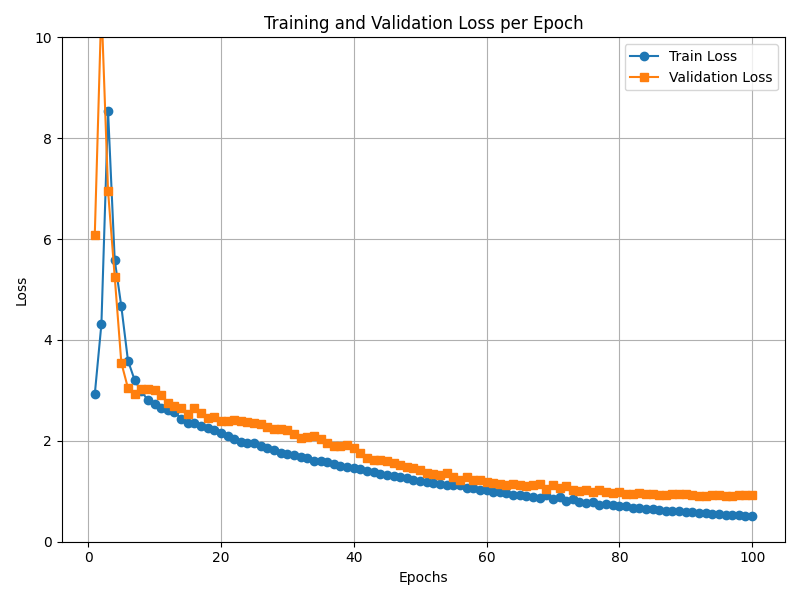 Training and Validation Loss per Epoch
Train Loss
Validation Loss
Loss
10
8
6
4
2
0
0 20 40 60 80 100
Epochs